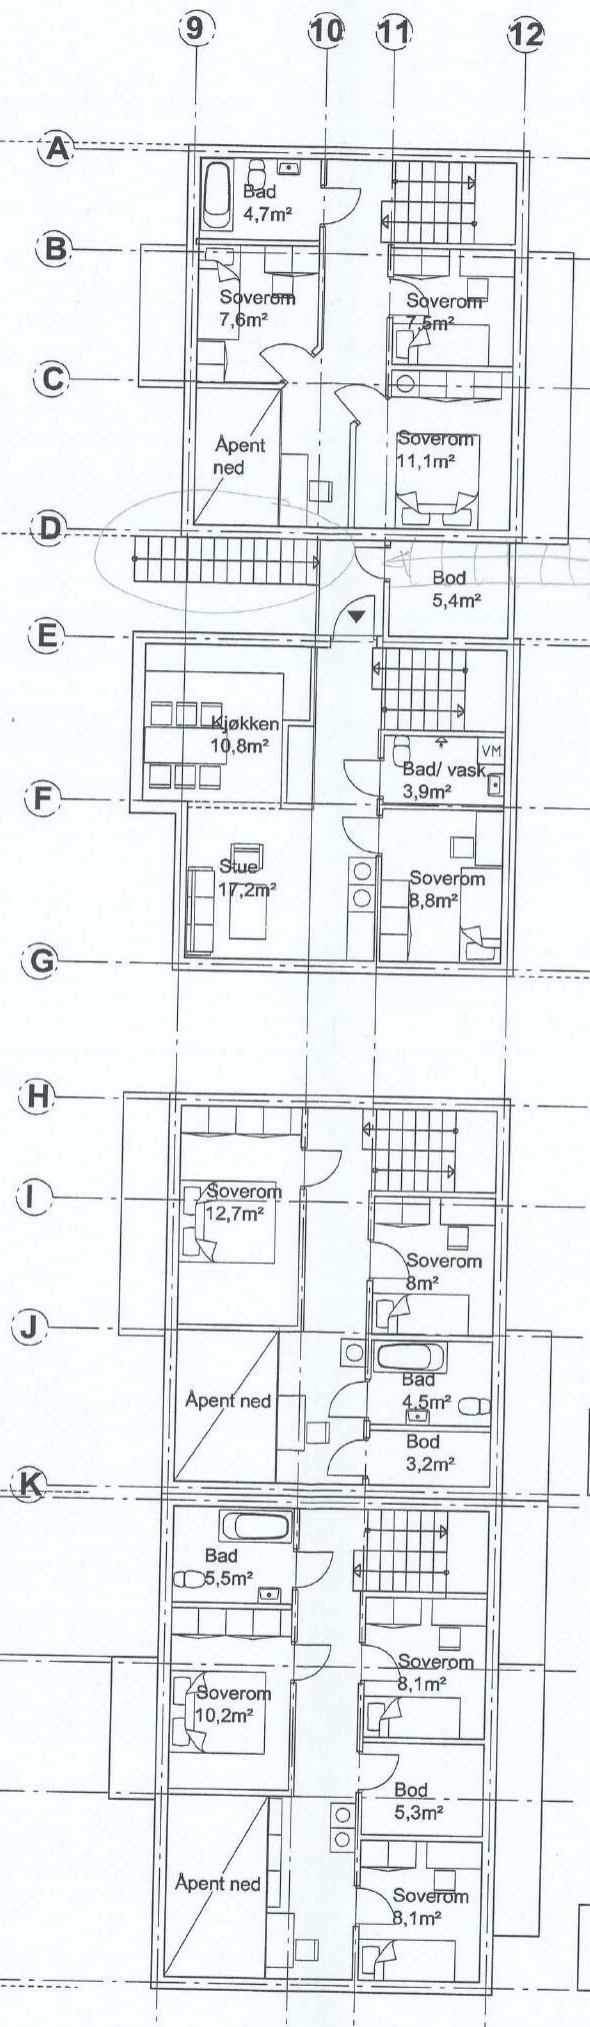 9
10
11
12
A
Bad
4,7m²
B
Soverom
7,6m²
Soverom
7,5m²
C
Åpent
ned
Soverom
11,1m²
D
Bod
5,4m²
E
Kjøkken
10,8m²
VM
Bad/ vask
3,9m²
F
Stue
17,2m²
Soverom
8,8m²
G
H
I
Soverom
12,7m²
Soverom
8m²
J
Åpent ned
Bad
4,5m²
Bod
3,2m²
K
Bad
5,5m²
Soverom
10,2m²
Soverom
8,1m²
Bod
5,3m²
Åpent ned
Soverom
8,1m²